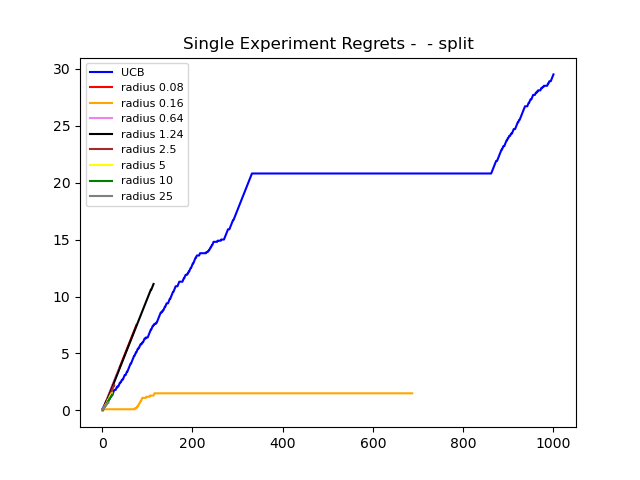 Single Experiment Regrets -  - split
30
25
20
15
10
5
0
UCB
radius 0.08
radius 0.16
radius 0.64
radius 1.24
radius 2.5
radius 5
radius 10
radius 25
0 200 400 600 800 1000